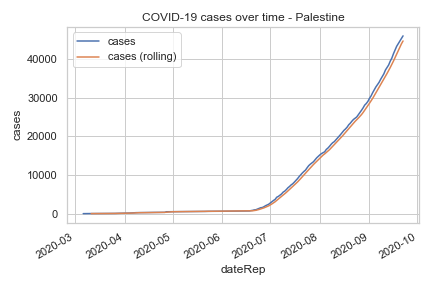 COVID-19 cases over time - Palestine
cases
cases (rolling)
40000
30000
20000
10000
0
cases
2020-03
2020-04
2020-05
2020-06
2020-07
2020-08
2020-09
2020-10
dateRep